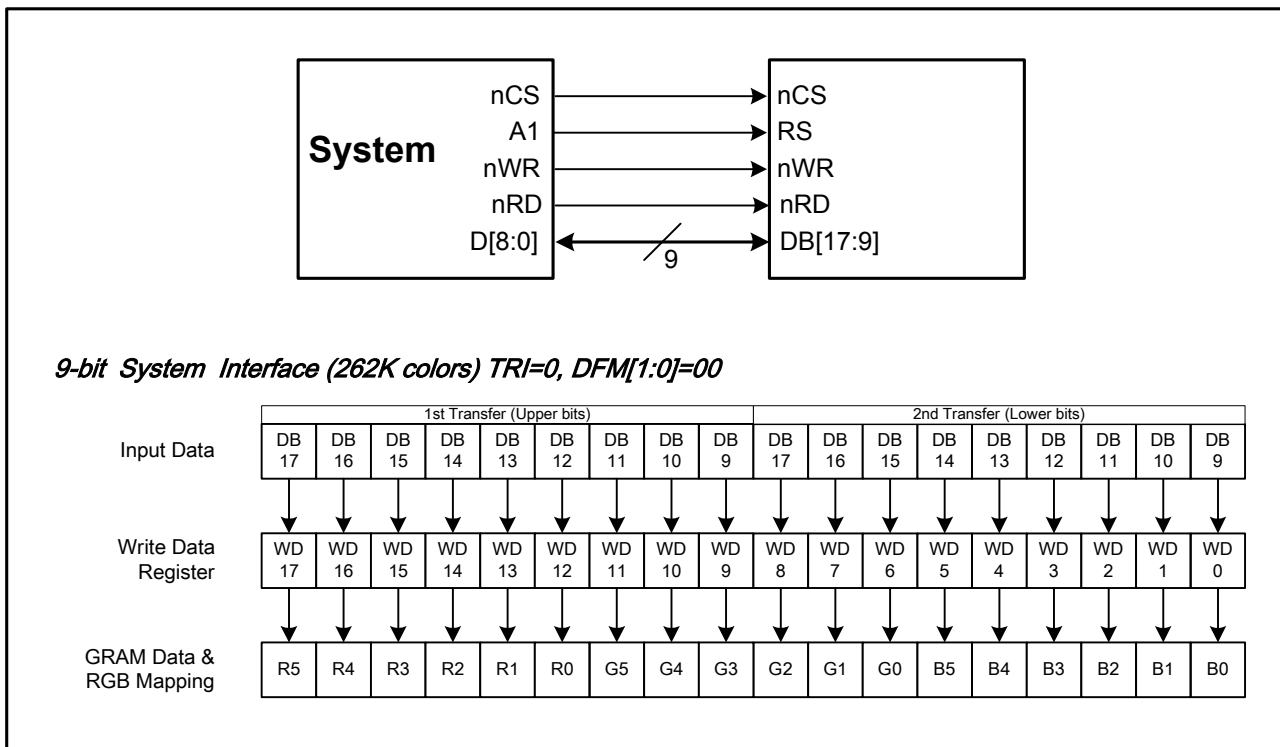 nCS nCS
System A1 RS
nWR nWR
nRD nRD
D[8:0] 9 DB[17:9]
9-bit System Interface (262K colors) TRI=0, DFM[1:0]=00
1st Transfer (Upper bits) 2nd Transfer (Lower bits)
Input Data DB 17 DB 16 DB 15 DB 14 DB 13 DB 12 DB 11 DB 10 DB 9 DB 17 DB 16 DB 15 DB 14 DB 13 DB 12 DB 11 DB 10 DB 9
Write Data Register WD 17 WD 16 WD 15 WD 14 WD 13 WD 12 WD 11 WD 10 WD 9 WD 8 WD 7 WD 6 WD 5 WD 4 WD 3 WD 2 WD 1 WD 0
GRAM Data & RGB Mapping R5 R4 R3 R2 R1 R0 G5 G4 G3 G2 G1 G0 B5 B4 B3 B2 B1 B0